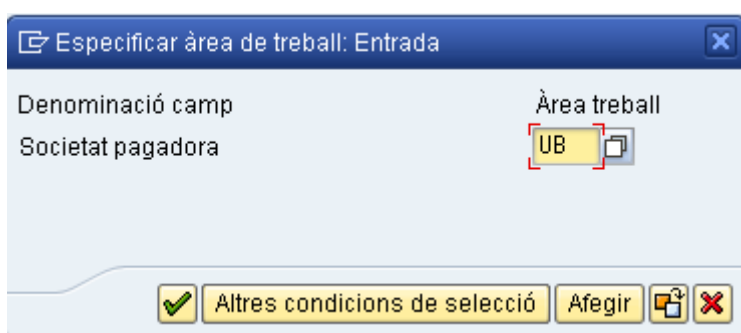 Especificar àrea de treball: Entrada
Denominació camp Àrea treball
Societat pagadora UB
Altres condicions de selecció Afegir